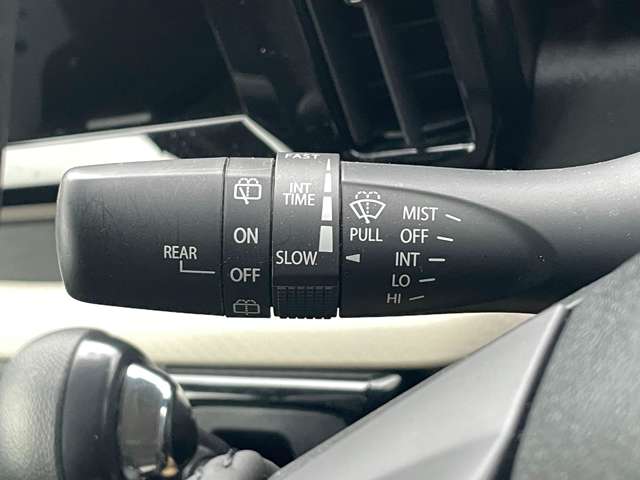 FAST
INT
TIME
SLOW
REAR
ON
OFF
PULL
MIST
OFF
INT
LO
HI